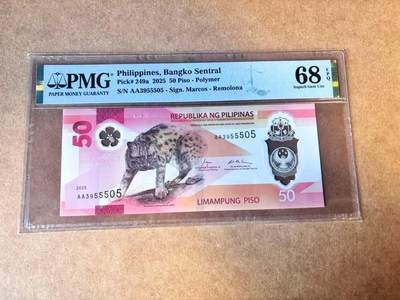 PMG
PAPER MONEY GUARANTY
Philippines, Bangko Sentral
Pick# 249a 2025 50 Piso - Polymer
S/N AA3955505 - Sign. Marcos - Remolona
68 EPQ
Superb Gem Unc
50
REPUBLIKA NG PILIPINAS
AA3955505
2025
AA3955505
LIMAMPUNG PISO
50